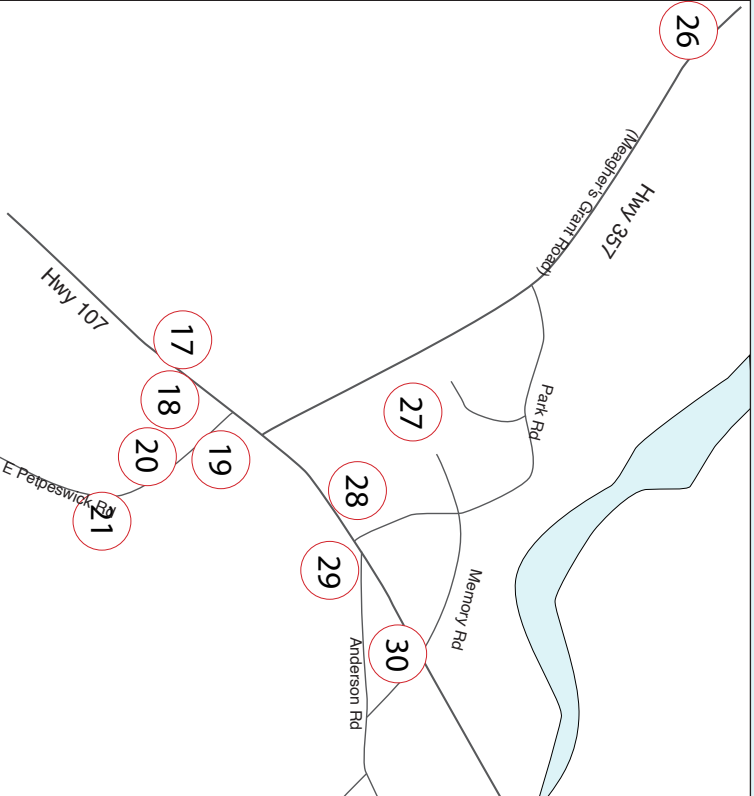 26
(Meagher's Grant Road)
Hwy 357
Hwy 107
17
18
27
Park Rd
20
19
E Petpeswick Rd
21
28
29
Memory Rd
30
Anderson Rd